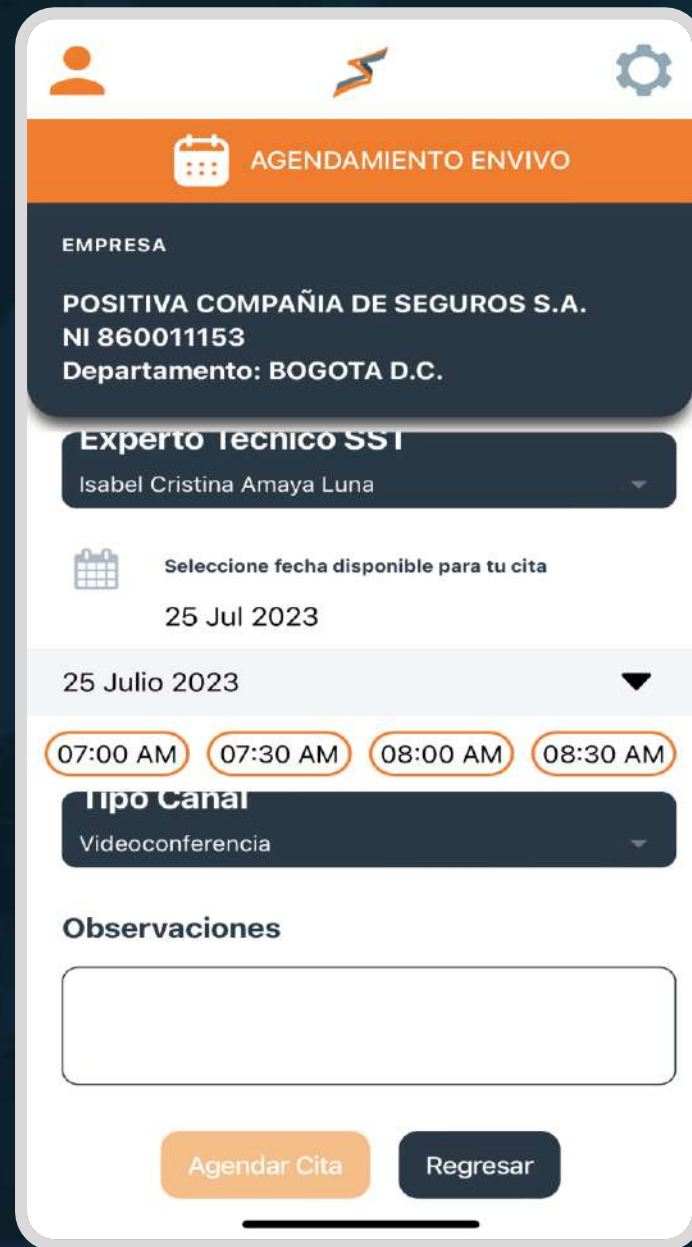 AGENDAMIENTO ENVIVO
EMPRESA
POSITIVA COMPAÑIA DE SEGUROS S.A.
NI 860011153
Departamento: BOGOTA D.C.
Experto Tecnico SST
Isabel Cristina Amaya Luna
Seleccione fecha disponible para tu cita
25 Jul 2023
25 Julio 2023
07:00 AM 07:30 AM 08:00 AM 08:30 AM
Tipo Canal
Videoconferencia
Observaciones
Agendar Cita Regresar